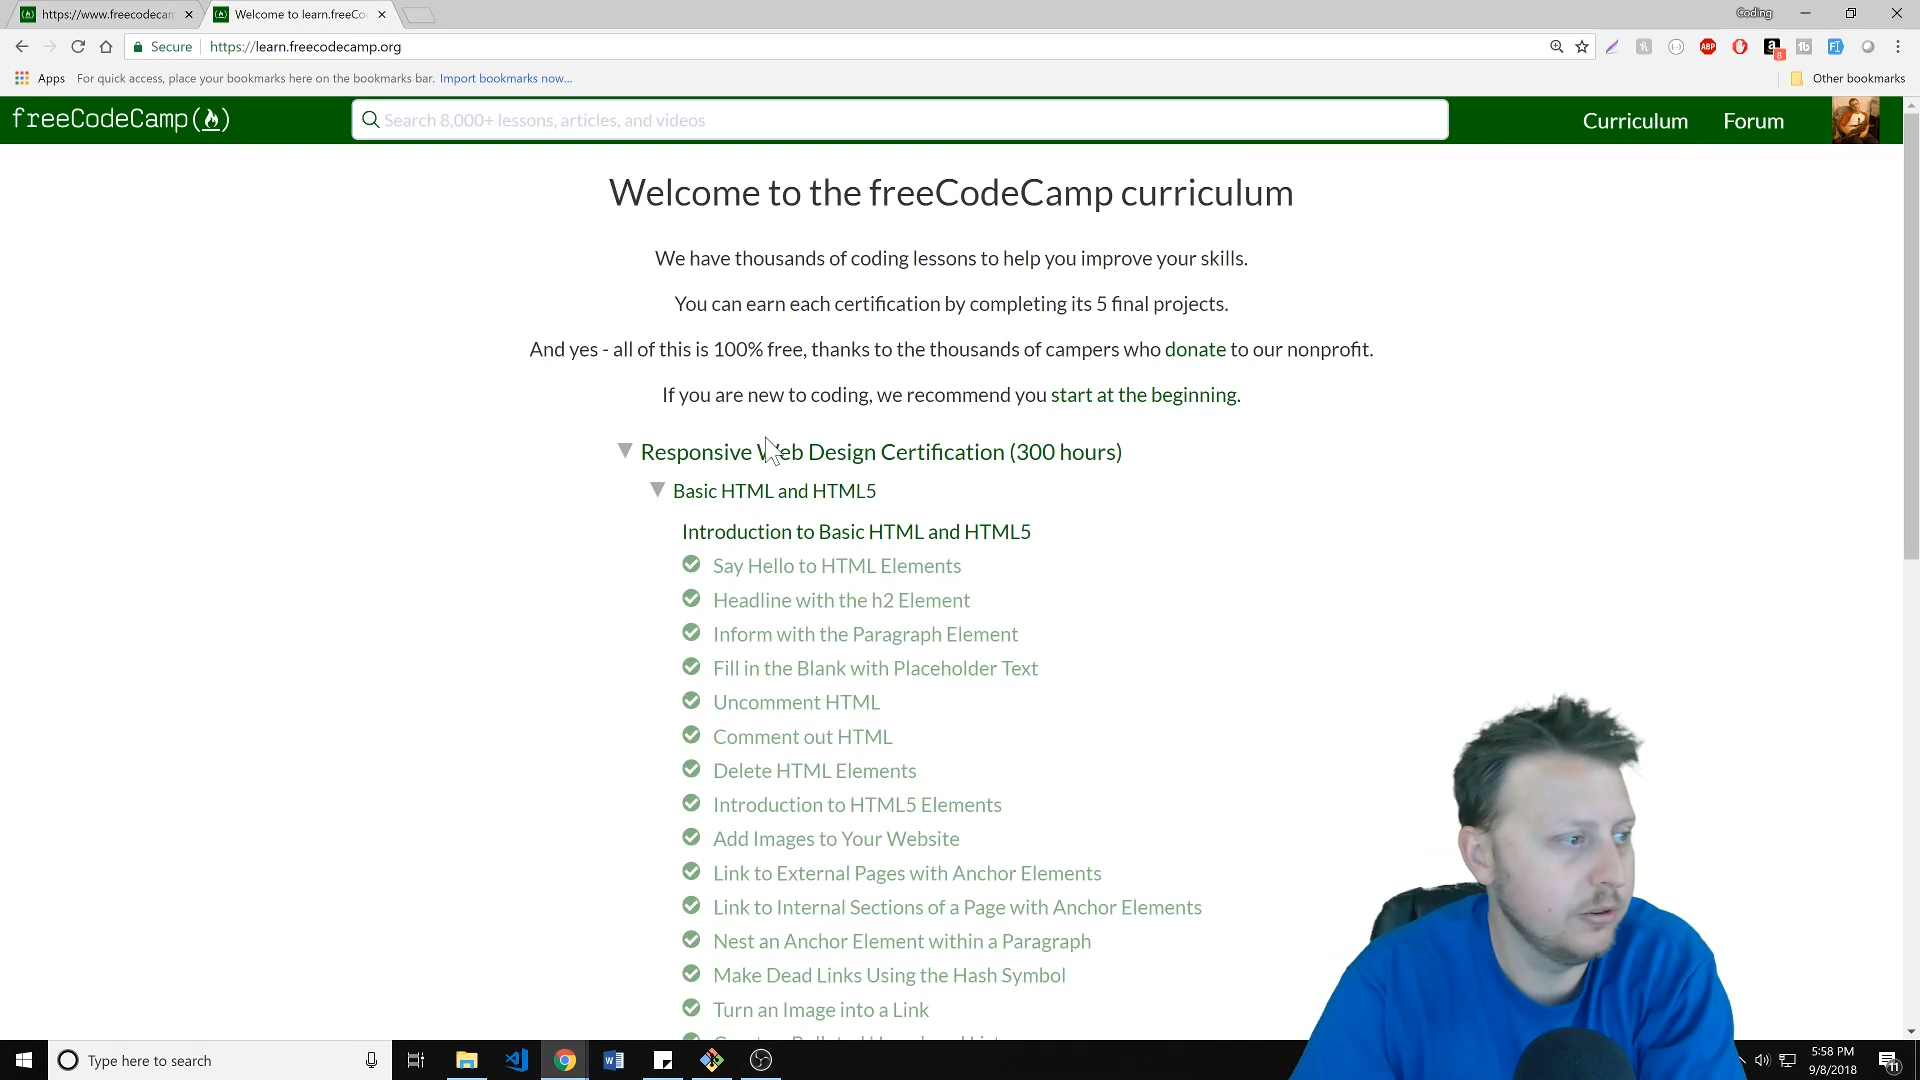 https://www.freecodecam
Welcome to learn.freeCo
Coding
Secure
https://learn.freecodecamp.org
ABP
8
Apps
For quick access, place your bookmarks here on the bookmarks bar.
Import bookmarks now...
Other bookmarks
freeCodeCamp
Search 8,000+ lessons, articles, and videos
Curriculum
Forum
Welcome to the freeCodeCamp curriculum
We have thousands of coding lessons to help you improve your skills.
You can earn each certification by completing its 5 final projects.
And yes - all of this is 100% free, thanks to the thousands of campers who donate to our nonprofit.
If you are new to coding, we recommend you start at the beginning.
Responsive Web Design Certification (300 hours)
Basic HTML and HTML5
Introduction to Basic HTML and HTML5
Say Hello to HTML Elements
Headline with the h2 Element
Inform with the Paragraph Element
Fill in the Blank with Placeholder Text
Uncomment HTML
Comment out HTML
Delete HTML Elements
Introduction to HTML5 Elements
Add Images to Your Website
Link to External Pages with Anchor Elements
Link to Internal Sections of a Page with Anchor Elements
Nest an Anchor Element within a Paragraph
Make Dead Links Using the Hash Symbol
Turn an Image into a Link
Type here to search
5:58 PM
9/8/2018
11